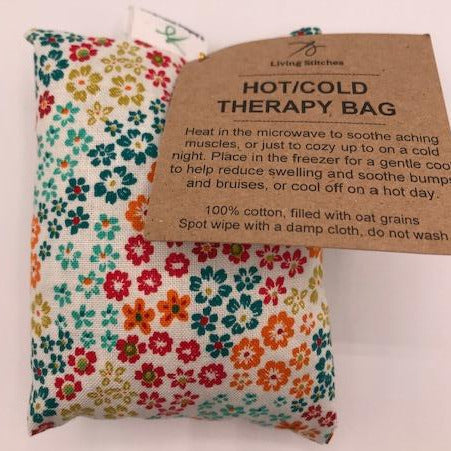 Living Stitches
HOT/COLD
THERAPY BAG
Heat in the microwave to soothe aching
muscles, or just to cozy up to on a cold
night. Place in the freezer for a gentle cool
to help reduce swelling and soothe bumps
and bruises, or cool off on a hot day.
100% cotton, filled with oat grains
Spot wipe with a damp cloth, do not wash